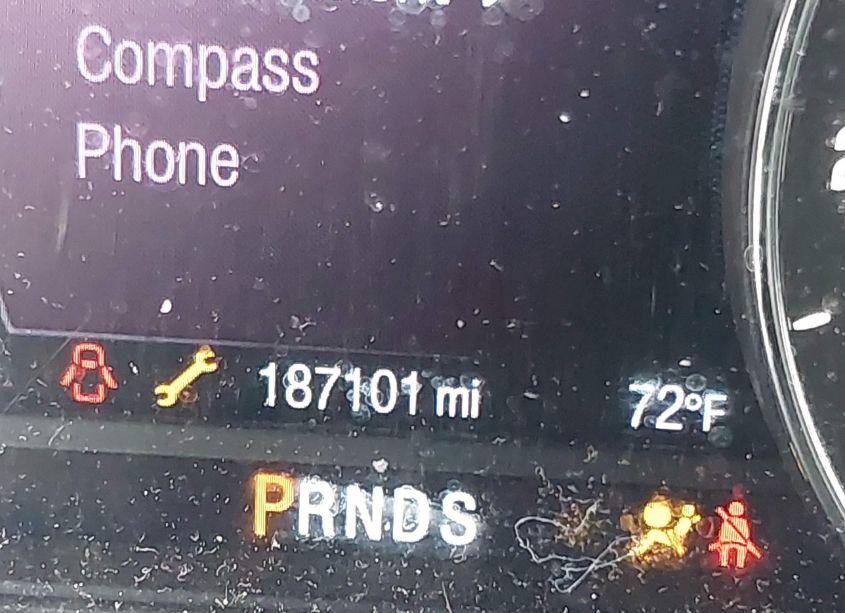 Compass
Phone
187101 mi 72°F
PRNDS